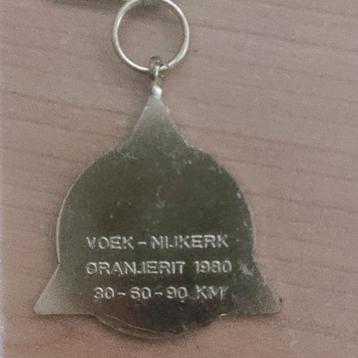 VOEK - NIJKERK
ORANJERIT 1980
30 - 60 - 90 KM